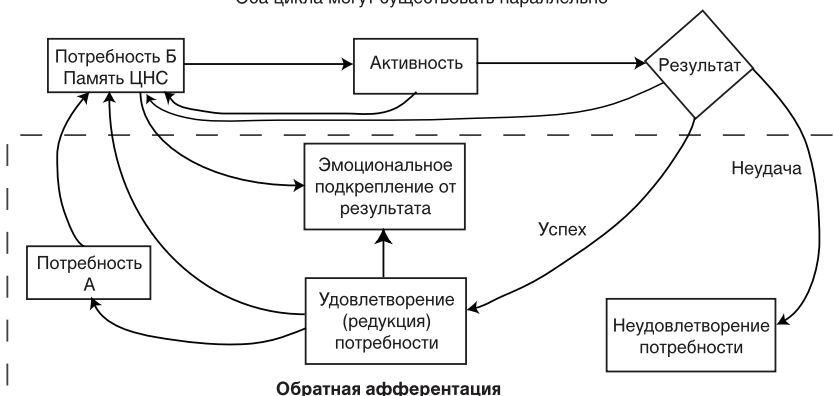 Оба цикла могут существовать параллельно
Потребность Б
Память ЦНС
Активность
Результат
Эмоциональное
подкрепление от
результата
Неудача
Успех
Потребность
А
Удовлетворение
(редукция)
потребности
Неудовлетворение
потребности
Обратная афферентация